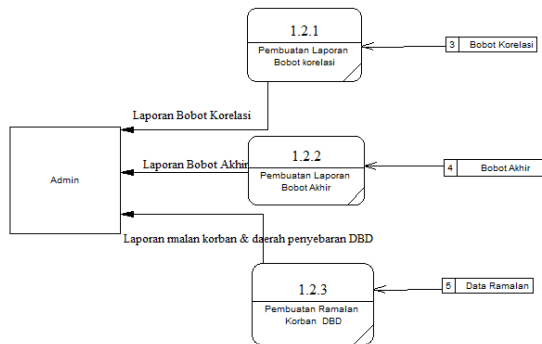 1.2.1
Pembuatan Laporan
Bobot korelasi
3 Bobot Korelasi
Laporan Bobot Korelasi
Admin
1.2.2
Pembuatan Laporan
Bobot Akhir
4 Bobot Akhir
Laporan Bobot Akhir
Laporan rmalan korban & daerah penyebaran DBD
1.2.3
Pembuatan Ramalan
Korban DBD
5 Data Ramalan